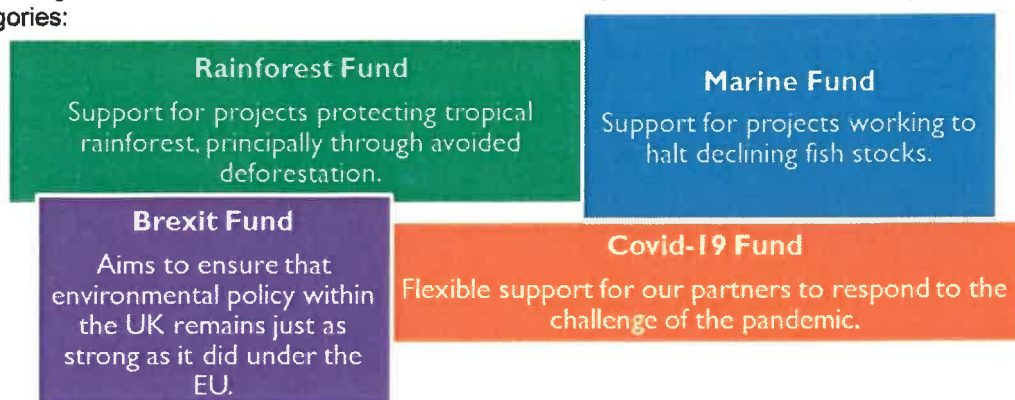 gories:
Rainforest Fund
Support for projects protecting tropical
rainforest, principally through avoided
deforestation.
Marine Fund
Support for projects working to
halt declining fish stocks.
Brexit Fund
Aims to ensure that
environmental policy within
the UK remains just as
strong as it did under the
EU.
Covid-19 Fund
Flexible support for our partners to respond to the
challenge of the pandemic.